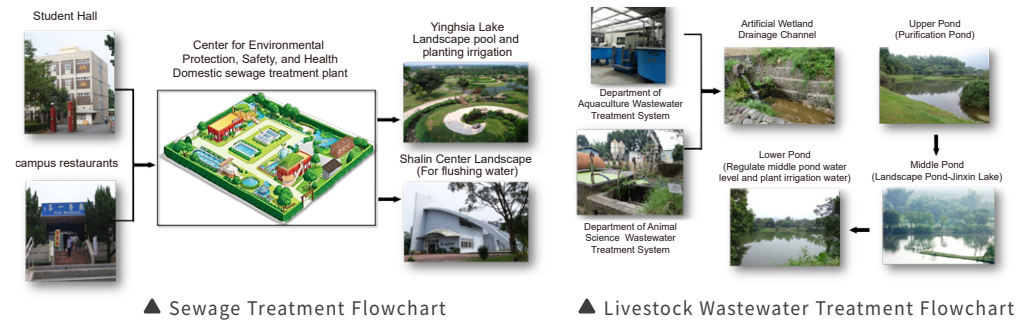 Student Hall
campus restaurants
Center for Environmental
Protection, Safety, and Health
Domestic sewage treatment plant
Yinghsia Lake
Landscape pool and
planting irrigation
Shalin Center Landscape
(For flushing water)
▲ Sewage Treatment Flowchart
Department of
Aquaculture Wastewater
Treatment System
Department of Animal
Science Wastewater
Treatment System
Artificial Wetland
Drainage Channel
Upper Pond
(Purification Pond)
Middle Pond
(Landscape Pond-Jinxin Lake)
Lower Pond
(Regulate middle pond water
level and plant irrigation water)
▲ Livestock Wastewater Treatment Flowchart